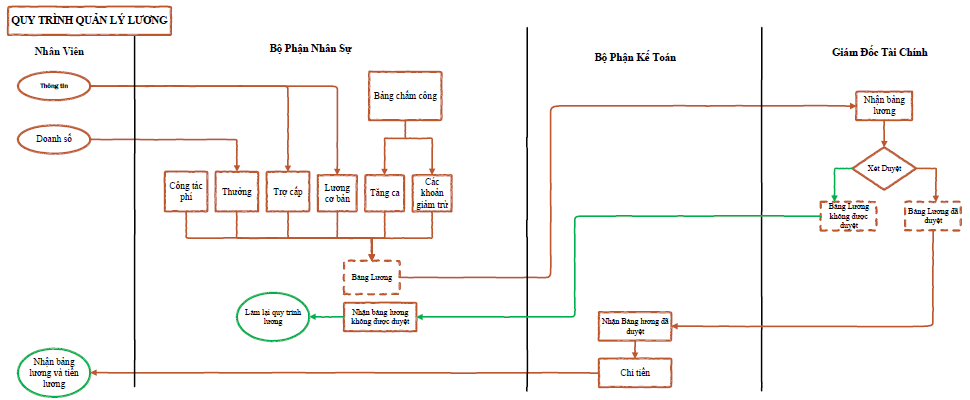 QUY TRÌNH QUẢN LÝ LƯƠNG
Nhân Viên
Bộ Phận Nhân Sự
Bộ Phận Kế Toán
Giám Đốc Tài Chính
Thông tin
Bảng chấm công
Nhận bảng
lương
Doanh số
Xét Duyệt
Công tác
phí
Thưởng
Trợ cấp
Lương
cơ bản
Tăng ca
Các
khoản
giảm trừ
Bảng Lương
không được
duyệt
Bảng Lương đã
duyệt
Bảng Lương
Làm lại quy trình
lương
Nhận bảng lương
không được duyệt
Nhận Bảng lương đã
duyệt
Nhận bảng
lương và tiền
lương
Chi tiền